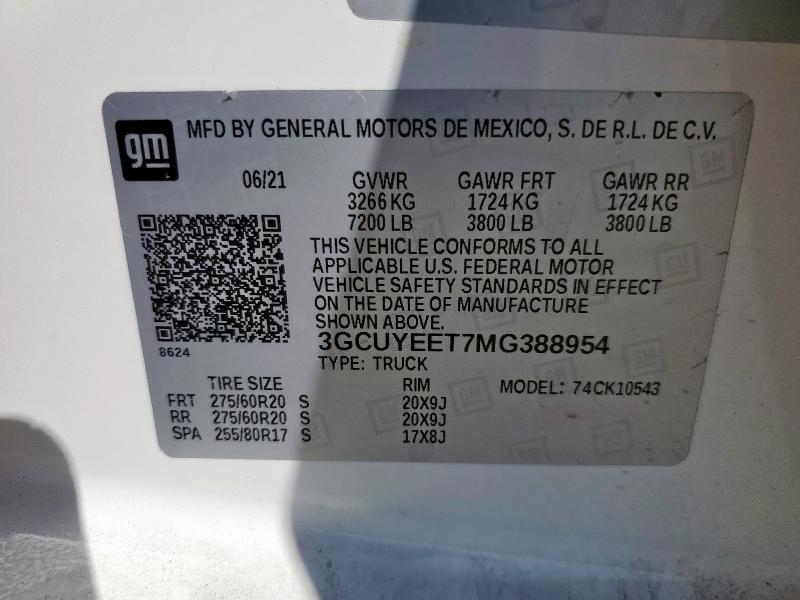 gm
MFD BY GENERAL MOTORS DE MEXICO, S. DE R.L. DE C.V.
06/21 GVWR GAWR FRT GAWR RR
3266 KG 1724 KG 1724 KG
7200 LB 3800 LB 3800 LB
THIS VEHICLE CONFORMS TO ALL
APPLICABLE U.S. FEDERAL MOTOR
VEHICLE SAFETY STANDARDS IN EFFECT
ON THE DATE OF MANUFACTURE
SHOWN ABOVE.
8624
3GCUYEET7MG388954
TYPE: TRUCK
TIRE SIZE RIM MODEL: 74CK10543
FRT 275/60R20 S 20X9J
RR 275/60R20 S 20X9J
SPA 255/80R17 S 17X8J